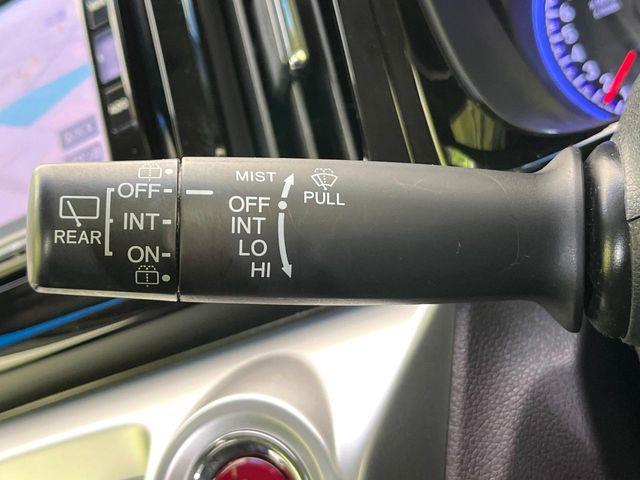 REAR
OFF
INT
ON
MIST
OFF
INT
LO
HI
PULL